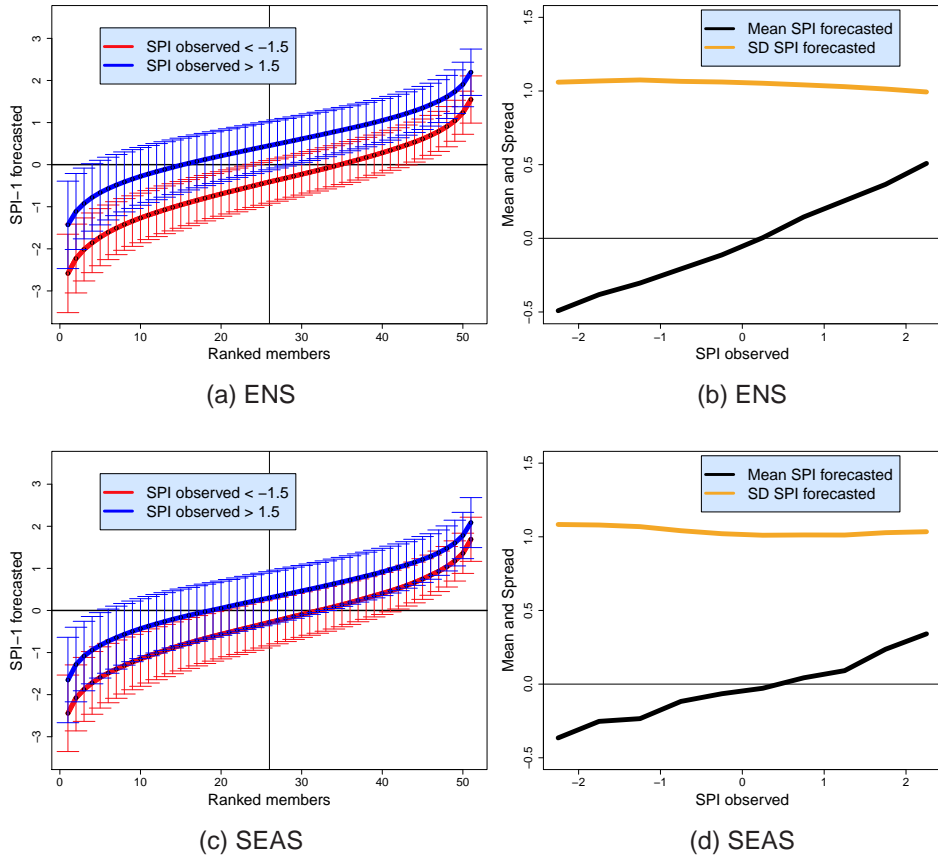 SPI observed < −1.5
SPI observed > 1.5
SPI−1 forecasted
3
2
1
0
−1
−2
−3
0 10 20 30 40 50
Ranked members
(a) ENS
Mean SPI forecasted
SD SPI forecasted
Mean and Spread
1.5
1.0
0.5
0.0
−0.5
−2 −1 0 1 2
SPI observed
(b) ENS
SPI observed < −1.5
SPI observed > 1.5
SPI−1 forecasted
3
2
1
0
−1
−2
−3
0 10 20 30 40 50
Ranked members
(c) SEAS
Mean SPI forecasted
SD SPI forecasted
Mean and Spread
1.5
1.0
0.5
0.0
−0.5
−2 −1 0 1 2
SPI observed
(d) SEAS